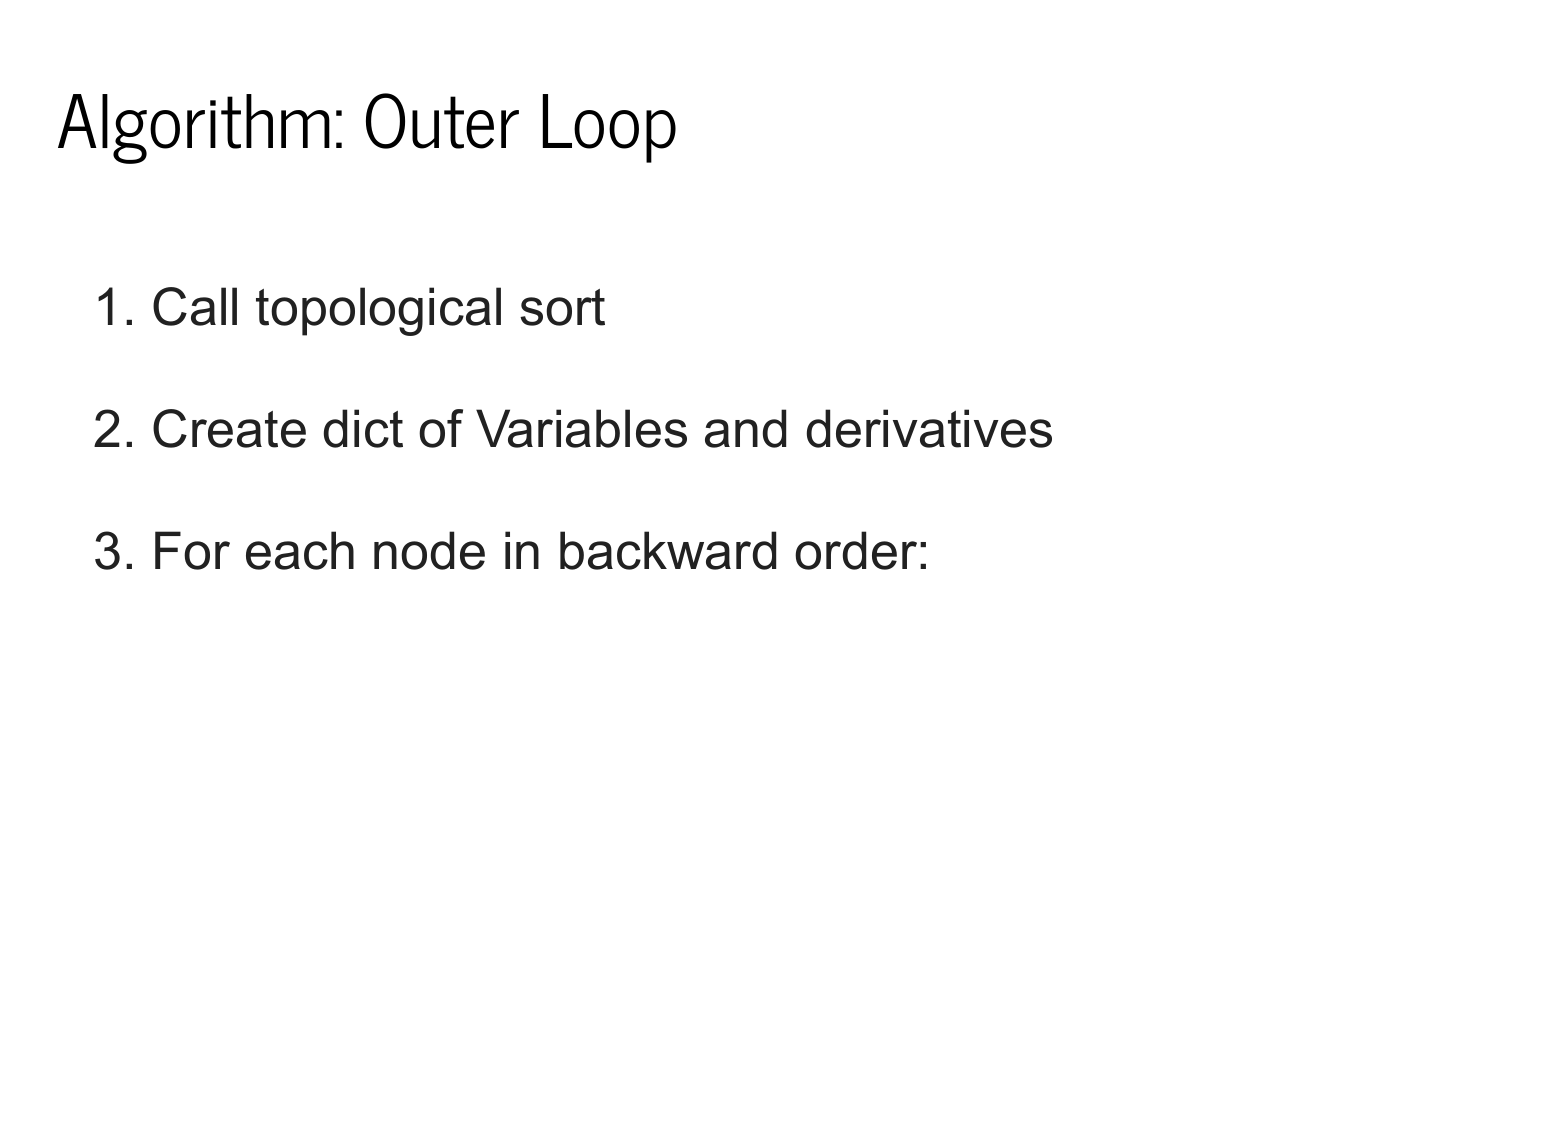 Algorithm: Outer Loop
1. Call topological sort
2. Create dict of Variables and derivatives
3. For each node in backward order: